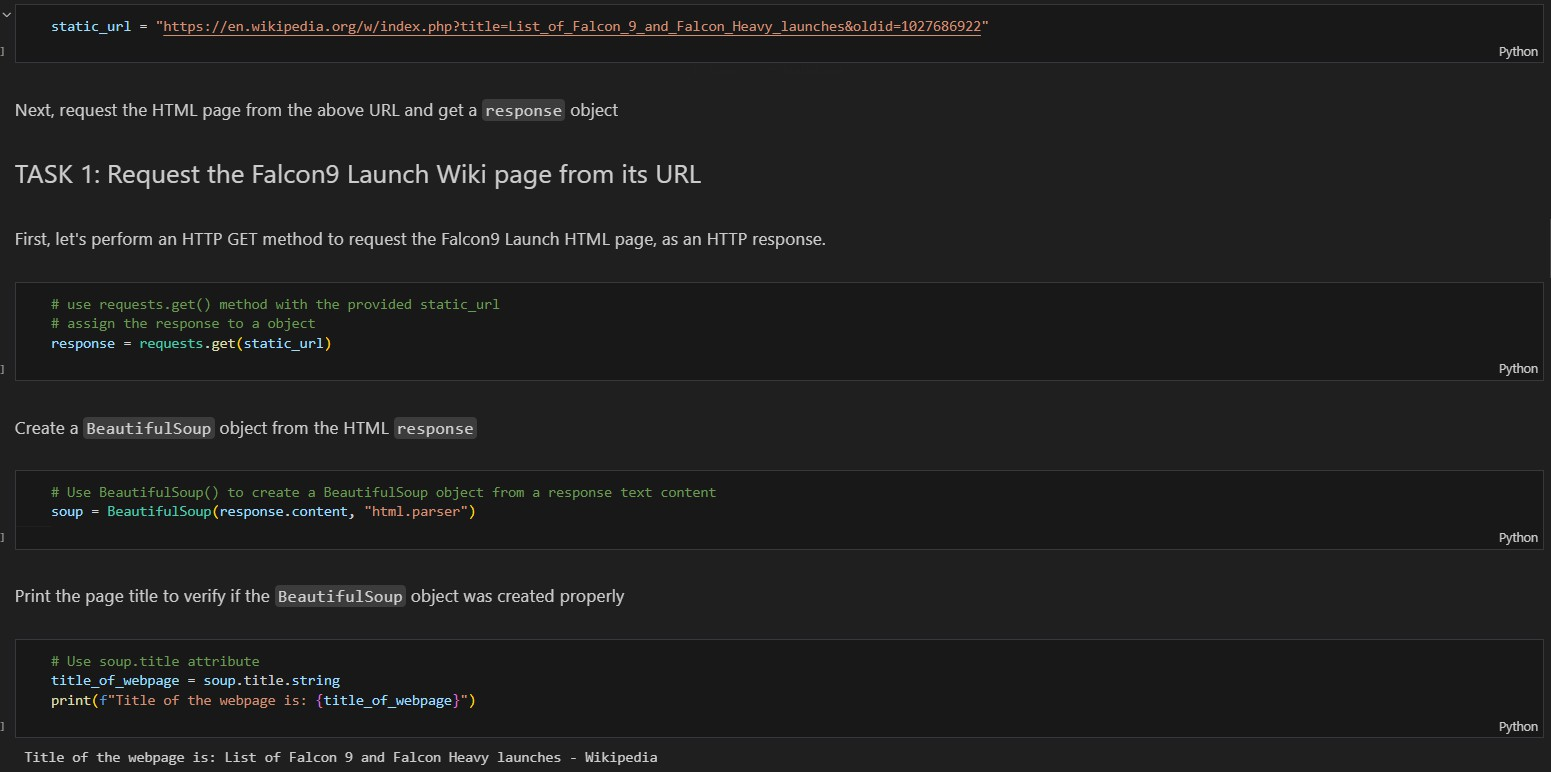 static_url = "https://en.wikipedia.org/w/index.php?title=List_of_Falcon_9_and_Falcon_Heavy_launches&oldid=1027686922"
]
Python
Next, request the HTML page from the above URL and get a response object
TASK 1: Request the Falcon9 Launch Wiki page from its URL
First, let's perform an HTTP GET method to request the Falcon9 Launch HTML page, as an HTTP response.
# use requests.get() method with the provided static_url
# assign the response to a object
response = requests.get(static_url)
]
Python
Create a BeautifulSoup object from the HTML response
# Use BeautifulSoup() to create a BeautifulSoup object from a response text content
soup = BeautifulSoup(response.content, "html.parser")
]
Python
Print the page title to verify if the BeautifulSoup object was created properly
# Use soup.title attribute
title_of_webpage = soup.title.string
print(f"Title of the webpage is: {title_of_webpage}")
]
Python
Title of the webpage is: List of Falcon 9 and Falcon Heavy launches - Wikipedia